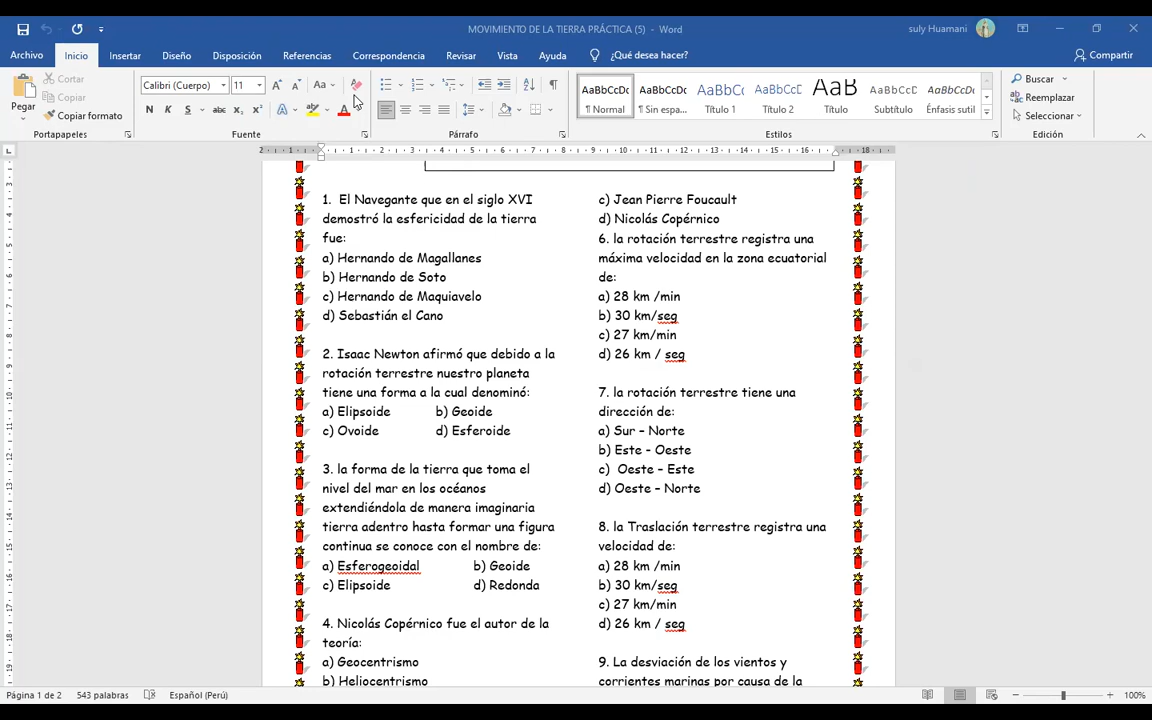 MOVIMIENTO DE LA TIERRA PRÁCTICA (5) - Word
suly Huamani
Archivo Inicio Insertar Diseño Disposición Referencias Correspondencia Revisar Vista Ayuda ¿Qué desea hacer? Compartir
Pegar
Cortar
Copiar
Copiar formato
Portapapeles
Calibri (Cuerpo) 11
Aa
N K S abc x₂ x²
Fuente
Párrafo
AaBbCcDc AaBbCcDc AaBbCc AaBbCcD AaB AaBbCcD AaBbCcDc
¶ Normal ¶ Sin espa... Título 1 Título 2 Título Subtítulo Énfasis sutil
Estilos
Buscar
Reemplazar
Seleccionar
Edición
1. El Navegante que en el siglo XVI
demostró la esfericidad de la tierra
fue:
a) Hernando de Magallanes
b) Hernando de Soto
c) Hernando de Maquiavelo
d) Sebastián el Cano
2. Isaac Newton afirmó que debido a la
rotación terrestre nuestro planeta
tiene una forma a la cual denominó:
a) Elipsoide b) Geoide
c) Ovoide d) Esferoide
3. la forma de la tierra que toma el
nivel del mar en los océanos
extendiéndola de manera imaginaria
tierra adentro hasta formar una figura
continua se conoce con el nombre de:
a) Esferogeoidal b) Geoide
c) Elipsoide d) Redonda
4. Nicolás Copérnico fue el autor de la
teoría:
a) Geocentrismo
b) Heliocentrismo
c) Jean Pierre Foucault
d) Nicolás Copérnico
6. la rotación terrestre registra una
máxima velocidad en la zona ecuatorial
de:
a) 28 km /min
b) 30 km/seg
c) 27 km/min
d) 26 km / seg
7. la rotación terrestre tiene una
dirección de:
a) Sur – Norte
b) Este - Oeste
c) Oeste – Este
d) Oeste – Norte
8. la Traslación terrestre registra una
velocidad de:
a) 28 km /min
b) 30 km/seg
c) 27 km/min
d) 26 km / seg
9. La desviación de los vientos y
corrientes marinas por causa de la
Página 1 de 2 543 palabras Español (Perú) 100%